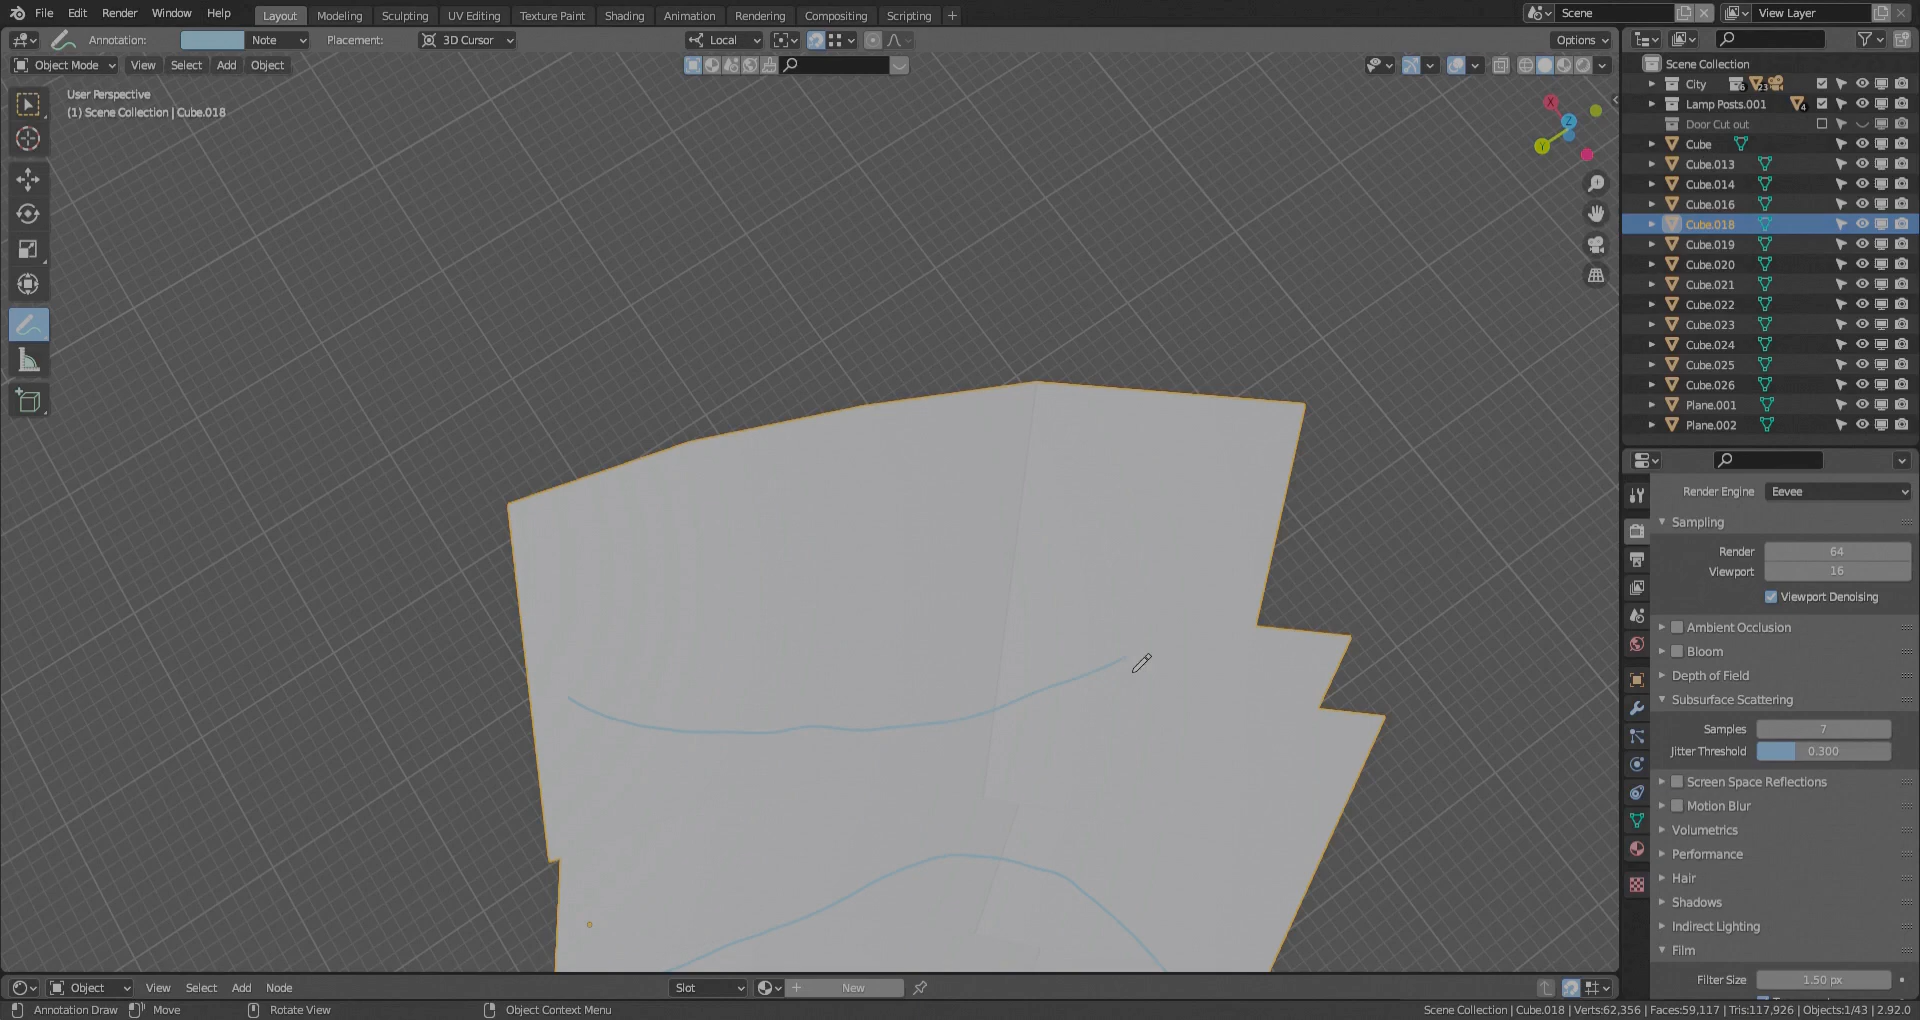 File Edit Render Window Help Layout Modeling Sculpting UV Editing Texture Paint Shading Animation Rendering Compositing Scripting + Scene View Layer
Annotation: Note Placement: 3D Cursor Local Options
Object Mode View Select Add Object
User Perspective
(1) Scene Collection | Cube.018
X
Z
Y
Scene Collection
City 6 23
Lamp Posts.001 4
Door Cut out
Cube
Cube.013
Cube.014
Cube.016
Cube.018
Cube.019
Cube.020
Cube.021
Cube.022
Cube.023
Cube.024
Cube.025
Cube.026
Plane.001
Plane.002
Render Engine Eevee
Sampling
Render 64
Viewport 16
Viewport Denoising
Ambient Occlusion
Bloom
Depth of Field
Subsurface Scattering
Samples 7
Jitter Threshold 0.300
Screen Space Reflections
Motion Blur
Volumetrics
Performance
Hair
Shadows
Indirect Lighting
Film
Filter Size 1.50 px
Object View Select Add Node Slot + New
Annotation Draw Move Rotate View Object Context Menu Scene Collection | Cube.018 | Verts:62,356 | Faces:59,117 | Tris:117,926 | Objects:1/43 | 2.92.0